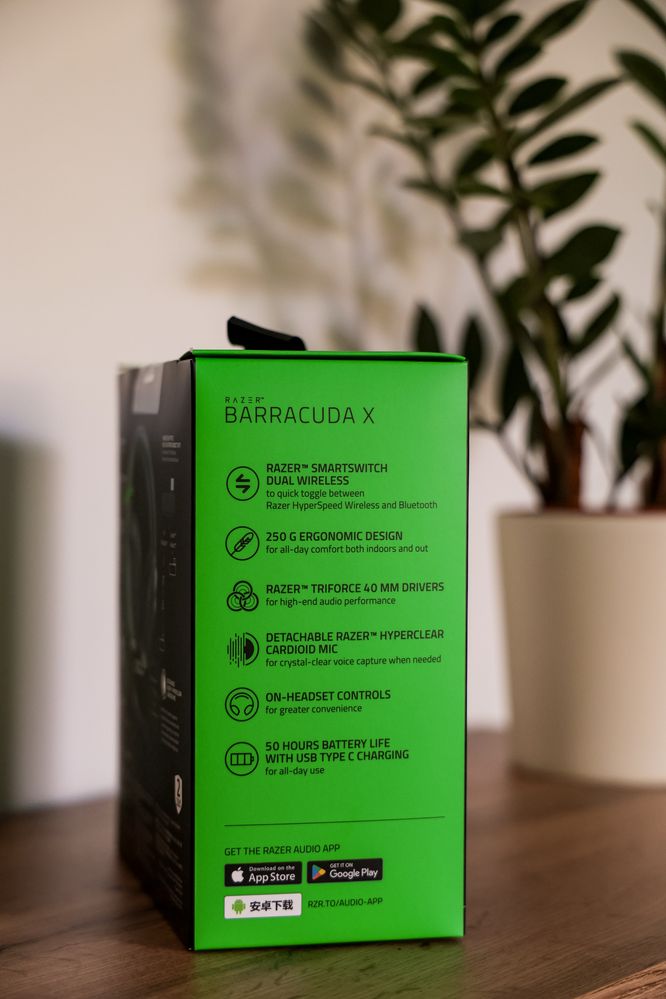 RAZER™
BARRACUDA X
RAZER™ SMARTSWITCH
DUAL WIRELESS
to quick toggle between
Razer HyperSpeed Wireless and Bluetooth
250 G ERGONOMIC DESIGN
for all-day comfort both indoors and out
RAZER™ TRIFORCE 40 MM DRIVERS
for high-end audio performance
DETACHABLE RAZER™ HYPERCLEAR
CARDIOID MIC
for crystal-clear voice capture when needed
ON-HEADSET CONTROLS
for greater convenience
50 HOURS BATTERY LIFE
WITH USB TYPE C CHARGING
for all-day use
GET THE RAZER AUDIO APP
Download on the
App Store
GET IT ON
Google Play
安卓下载
RZR.TO/AUDIO-APP
2